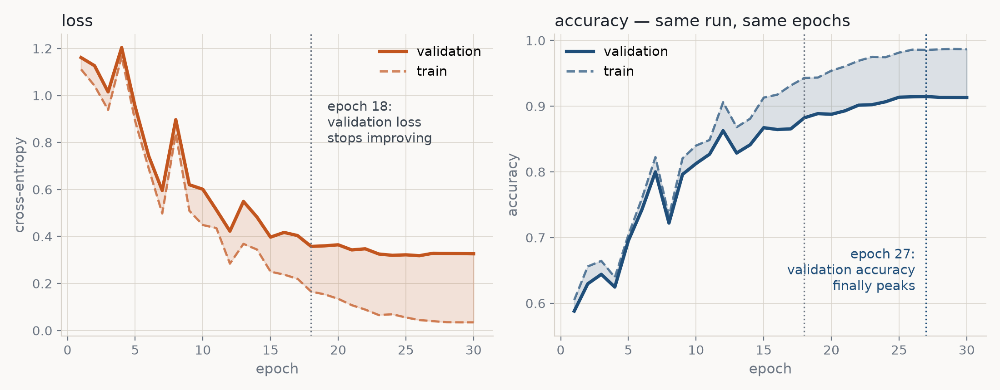 loss
1.2
1.0
0.8
0.6
0.4
0.2
0.0
cross-entropy
0 5 10 15 20 25 30
epoch
validation
train
epoch 18:
validation loss
stops improving
accuracy — same run, same epochs
1.0
0.9
0.8
0.7
0.6
accuracy
0 5 10 15 20 25 30
epoch
validation
train
epoch 27:
validation accuracy
finally peaks